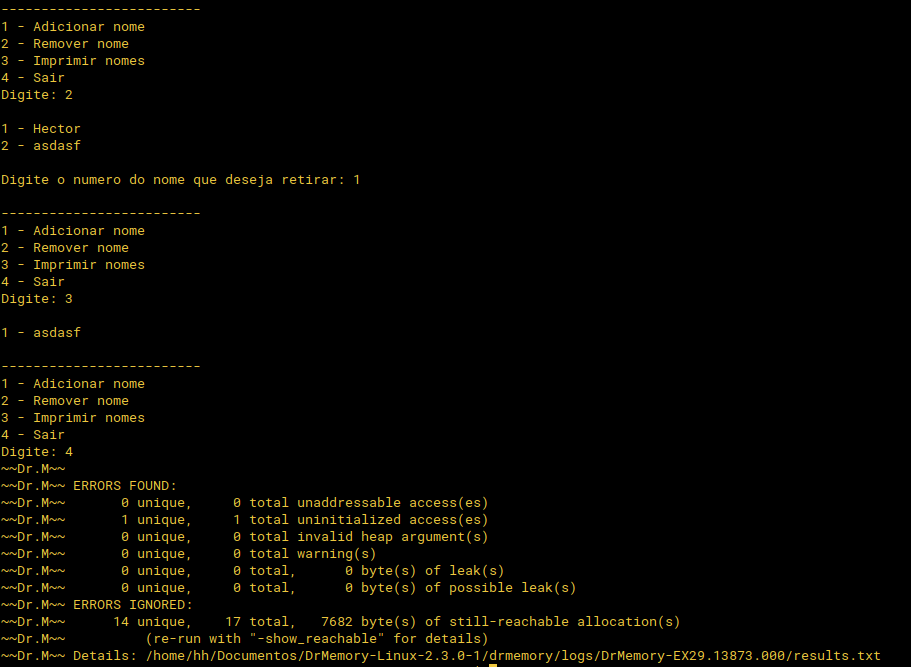 -------------------------
1 - Adicionar nome
2 - Remover nome
3 - Imprimir nomes
4 - Sair
Digite: 2
1 - Hector
2 - asdasf
Digite o numero do nome que deseja retirar: 1
-------------------------
1 - Adicionar nome
2 - Remover nome
3 - Imprimir nomes
4 - Sair
Digite: 3
1 - asdasf
-------------------------
1 - Adicionar nome
2 - Remover nome
3 - Imprimir nomes
4 - Sair
Digite: 4
~~Dr.M~~
~~Dr.M~~ ERRORS FOUND:
~~Dr.M~~       0 unique,     0 total unaddressable access(es)
~~Dr.M~~       1 unique,     1 total uninitialized access(es)
~~Dr.M~~       0 unique,     0 total invalid heap argument(s)
~~Dr.M~~       0 unique,     0 total warning(s)
~~Dr.M~~       0 unique,     0 total,      0 byte(s) of leak(s)
~~Dr.M~~       0 unique,     0 total,      0 byte(s) of possible leak(s)
~~Dr.M~~ ERRORS IGNORED:
~~Dr.M~~      14 unique,    17 total,   7682 byte(s) of still-reachable allocation(s)
~~Dr.M~~          (re-run with "-show_reachable" for details)
~~Dr.M~~ Details: /home/hh/Documentos/DrMemory-Linux-2.3.0-1/drmemory/logs/DrMemory-EX29.13873.000/results.txt